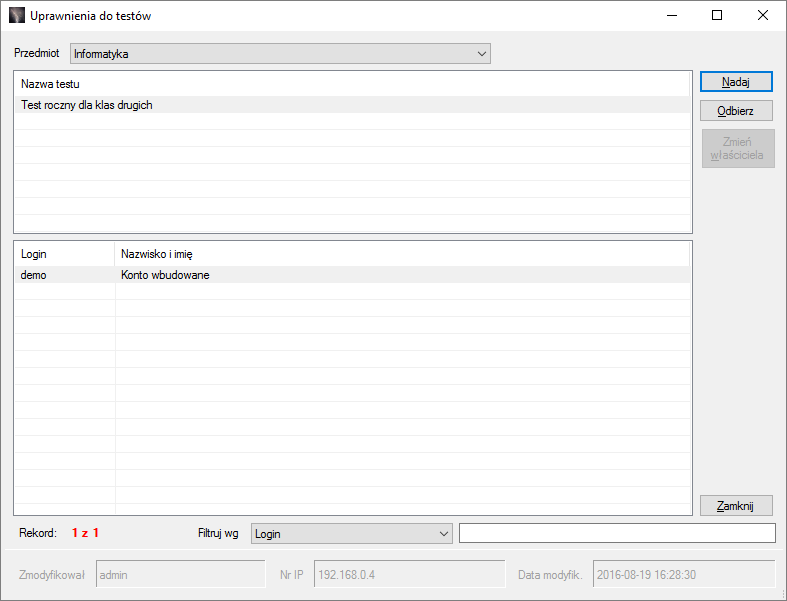 Uprawnienia do testów
Przedmiot Informatyka
Nazwa testu
Test roczny dla klas drugich
Nadaj
Odbierz
Zmień
właściciela
Login Nazwisko i imię
demo Konto wbudowane
Zamknij
Rekord: 1 z 1 Filtruj wg Login
Zmodyfikował admin Nr IP 192.168.0.4 Data modyfik. 2016-08-19 16:28:30